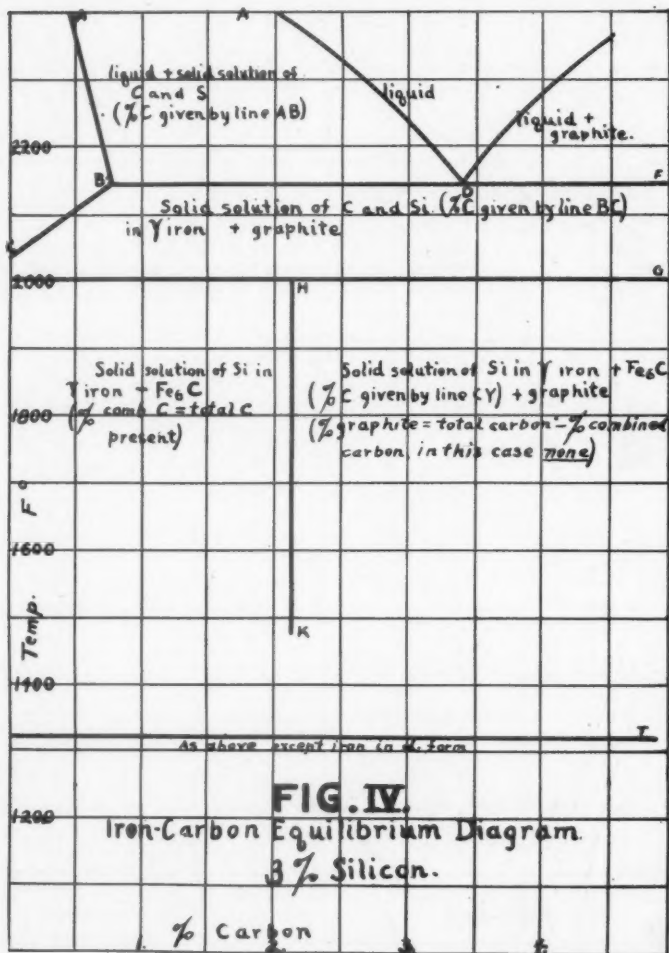 A
A
liquid + solid solution of
C and S
(%C given by line AB)
liquid
liquid +
graphite.
2200
B
D
F
Solid solution of C and Si (%C given by line BC)
in γ iron + graphite
C
2000
G
H
Solid solution of Si in
γ iron - Fe6C
(% comb C = total C
present)
Solid solution of Si in γ iron + Fe6C
(% C given by line (Y) + graphite
(% graphite = total carbon - % combined
carbon, in this case none)
1800
1600
K
Temp. °F
1400
T
As above except iron in α form
1200
FIG. IV.
Iron-Carbon Equilibrium Diagram.
3 % Silicon.
% Carbon
1. 2. 3. 4.